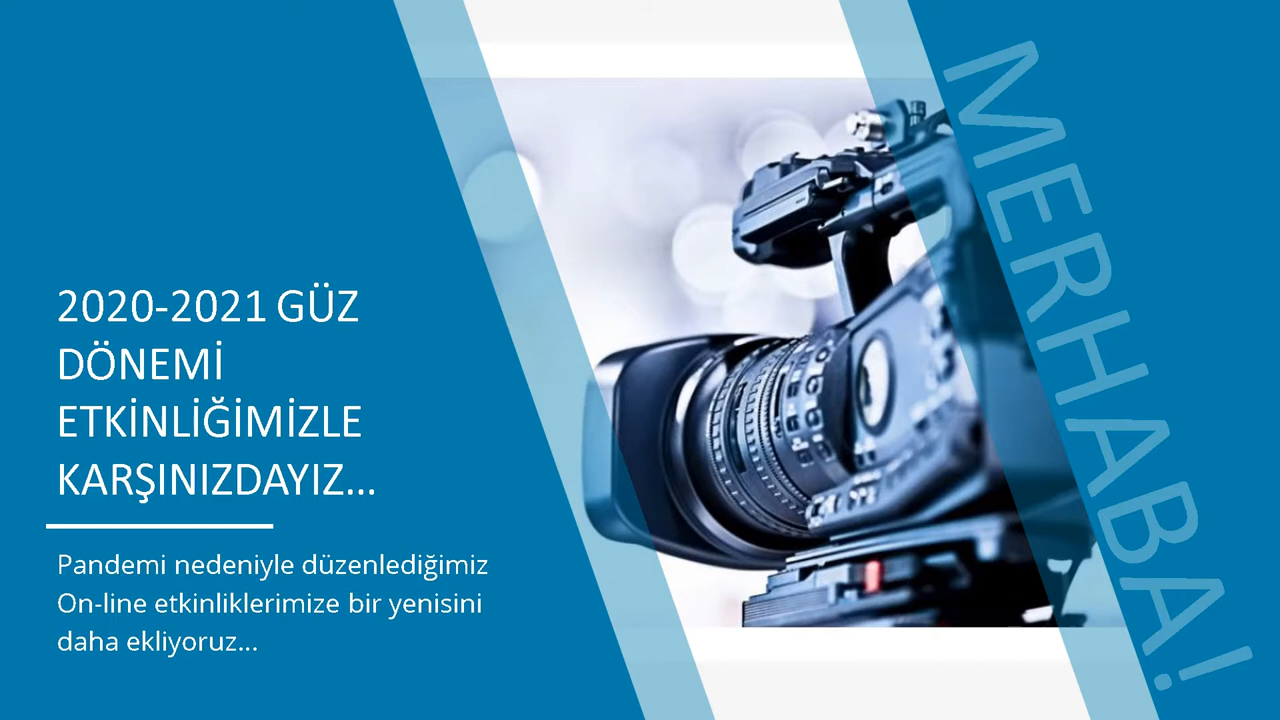 2020-2021 GÜZ
DÖNEMİ
ETKİNLİĞİMİZLE
KARŞINIZDAYIZ...
Pandemi nedeniyle düzenlediğimiz
On-line etkinliklerimize bir yenisini
daha ekliyoruz...
MERHABA!